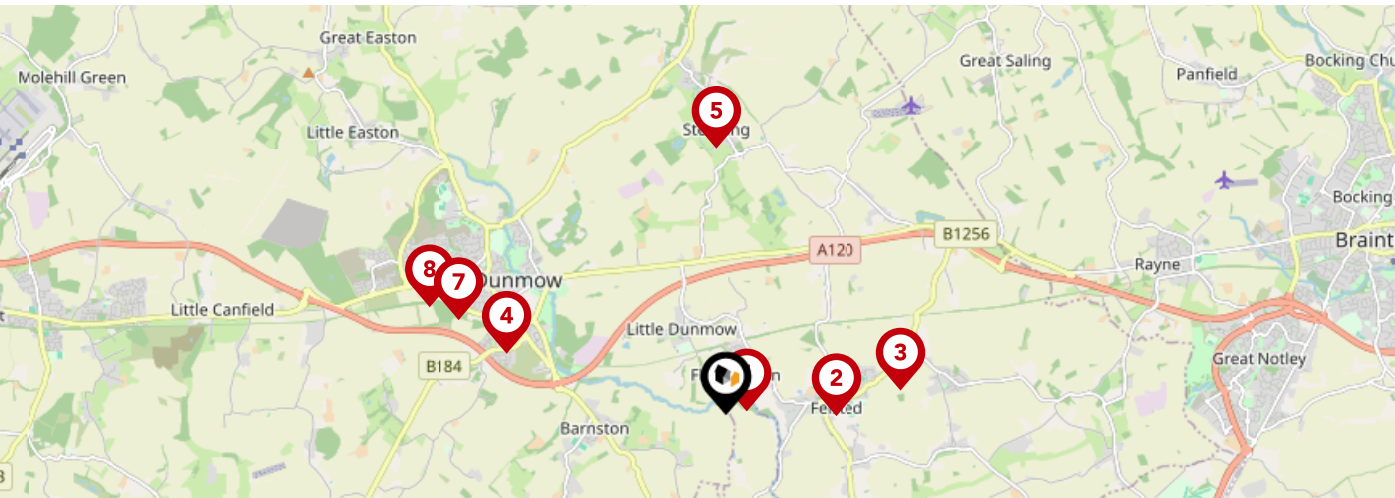 Great Easton
Molehill Green
Great Saling
Panfield
Bocking Chu
5
Little Easton
Bocking
B1256
Braint
A120
Rayne
8
7
Dunmow
Little Canfield
4
Little Dunmow
3
Great Notley
B184
2
Barnston